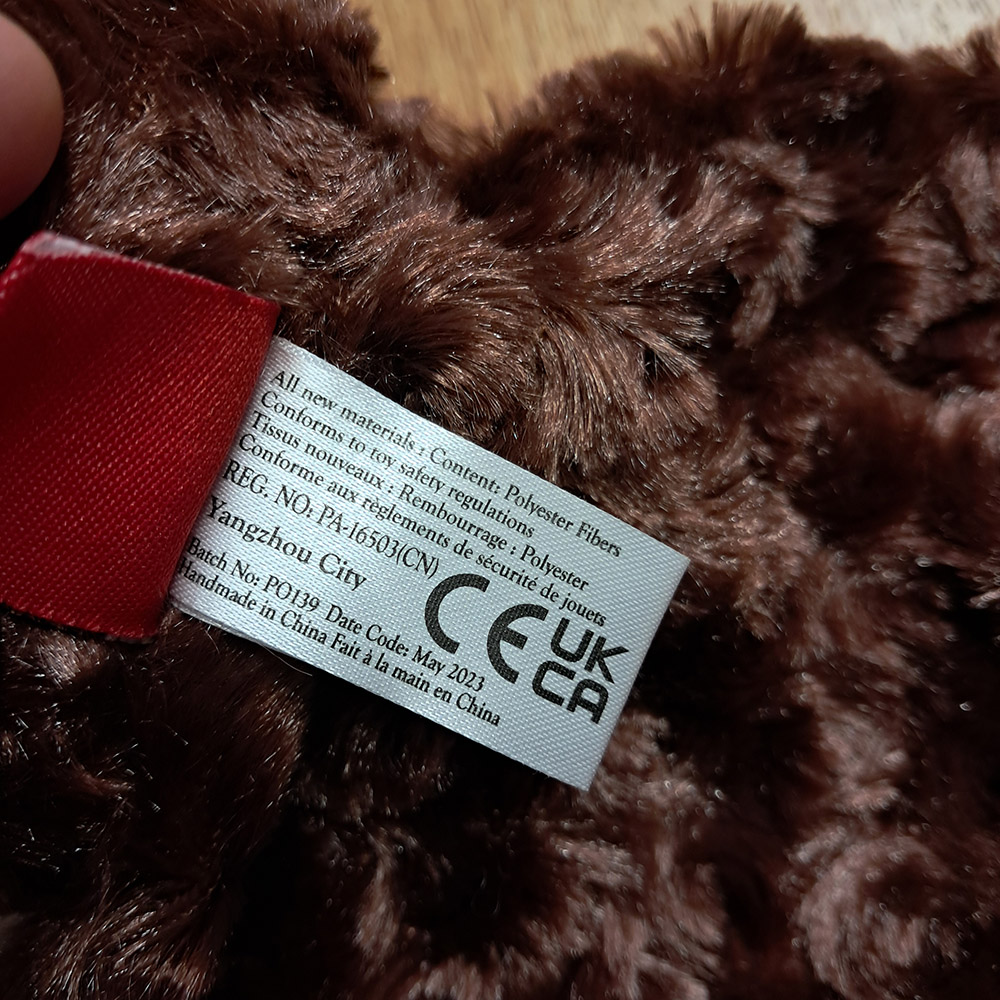 All new materials : Content: Polyester Fibers
Conforms to toy safety regulations
Tissus nouveaux : Rembourrage : Polyester
Conforme aux règlements de sécurité de jouets
REG. NO: PA-16503(CN)
Yangzhou City
Batch No: PO139 Date Code: May 2023
Handmade in China Fait à la main en China
CE
UK
CA